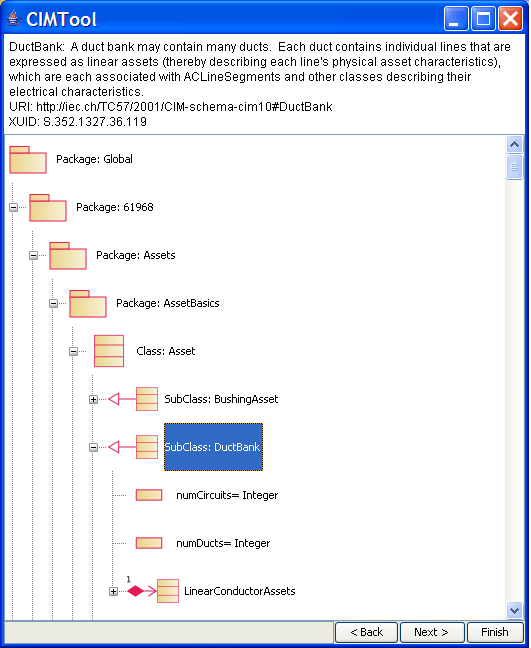 CIMTool
DuctBank:  A duct bank may contain many ducts.  Each duct contains individual lines that are
expressed as linear assets (thereby describing each line's physical asset characteristics),
which are each associated with ACLineSegments and other classes describing their
electrical characteristics.
URI: http://iec.ch/TC57/2001/CIM-schema-cim10#DuctBank
XUID: S.352.1327.36.119
Package: Global
Package: 61968
Package: Assets
Package: AssetBasics
Class: Asset
SubClass: BushingAsset
SubClass: DuctBank
numCircuits= Integer
numDucts= Integer
1
LinearConductorAssets
< Back
Next >
Finish